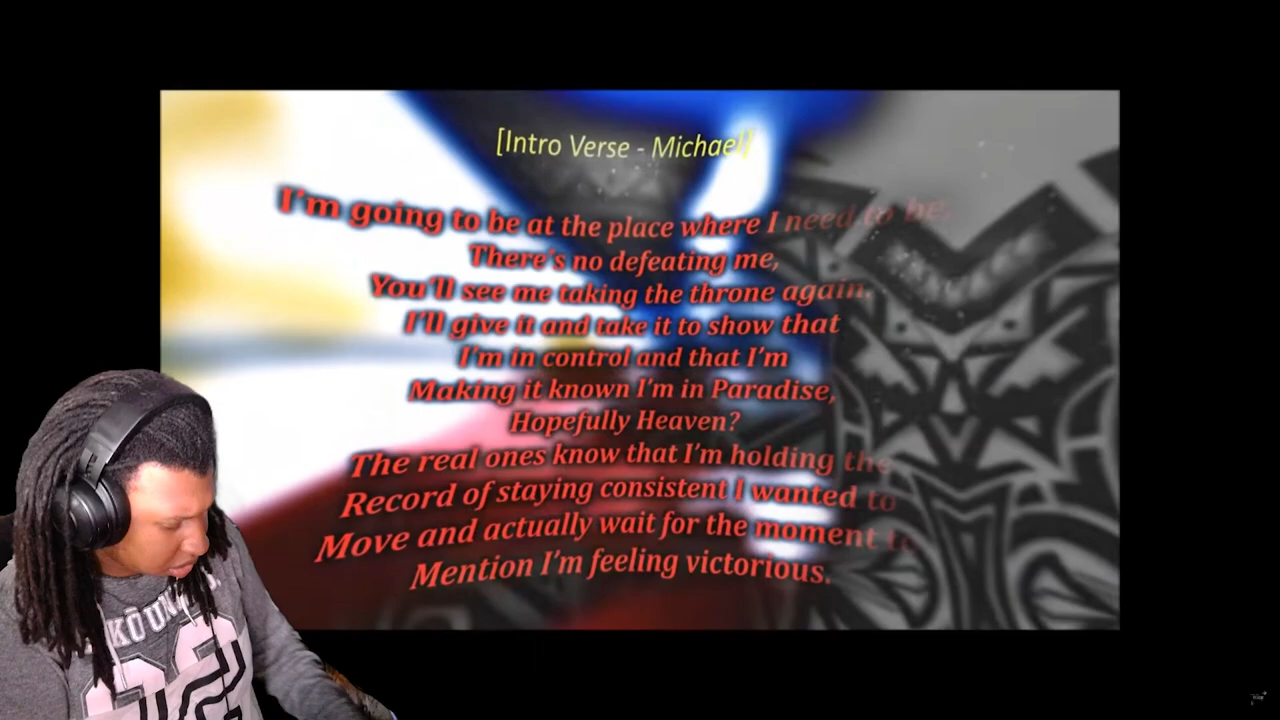 [Intro Verse - Michael]
I'm going to be at the place where I need to be.
There's no defeating me,
You'll see me taking the throne again.
I'll give it and take it to show that
I'm in control and that I'm
Making it known I'm in Paradise,
Hopefully Heaven?
The real ones know that I'm holding the
Record of staying consistent I wanted to
Move and actually wait for the moment to
Mention I'm feeling victorious.